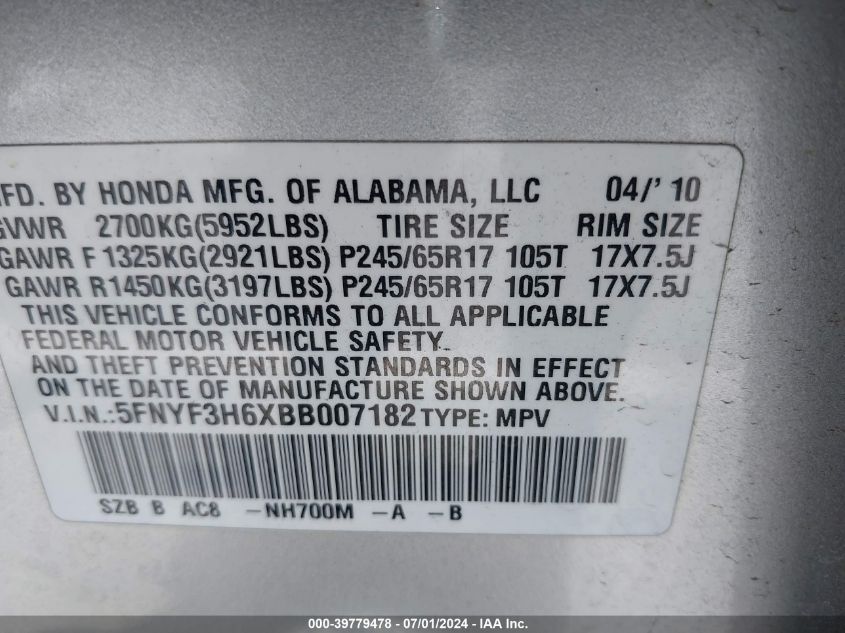 MFD. BY HONDA MFG. OF ALABAMA, LLC 04/'10
GVWR 2700KG(5952LBS) TIRE SIZE RIM SIZE
GAWR F 1325KG(2921LBS) P245/65R17 105T 17X7.5J
GAWR R1450KG(3197LBS) P245/65R17 105T 17X7.5J
THIS VEHICLE CONFORMS TO ALL APPLICABLE
FEDERAL MOTOR VEHICLE SAFETY
AND THEFT PREVENTION STANDARDS IN EFFECT
ON THE DATE OF MANUFACTURE SHOWN ABOVE.
V.I.N.:5FNYF3H6XBB007182 TYPE: MPV
SZB B AC8 -NH700M -A -B
000-39779478 - 07/01/2024 - IAA Inc.